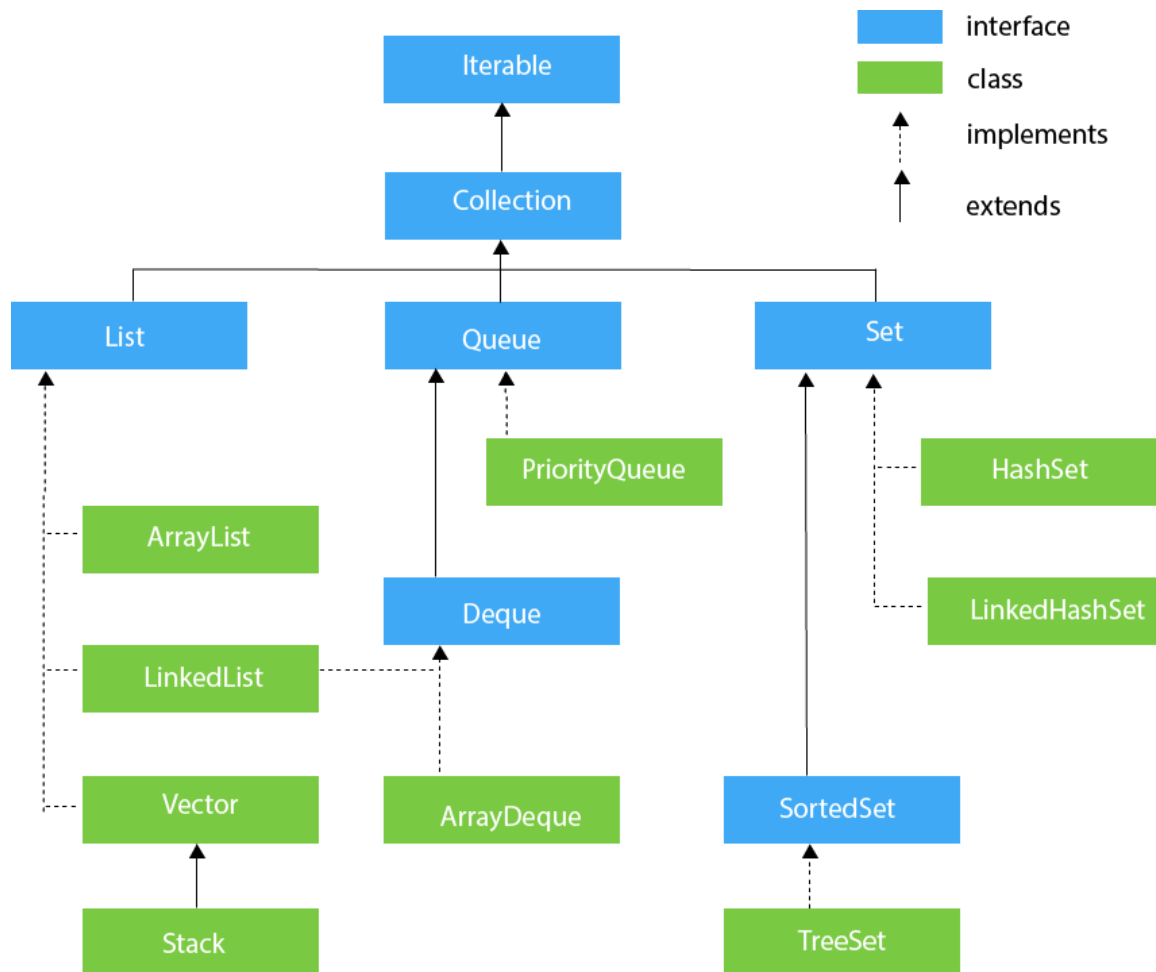 interface
Iterable
class
implements
Collection
extends
List
Queue
Set
PriorityQueue
HashSet
ArrayList
Deque
LinkedHashSet
LinkedList
Vector
ArrayDeque
SortedSet
Stack
TreeSet